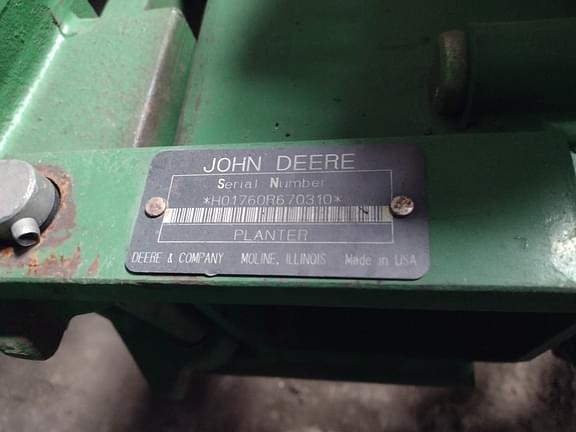 JOHN DEERE
Serial Number
*H01760R670310*
PLANTER
DEERE & COMPANY MOLINE, ILLINOIS Made in USA